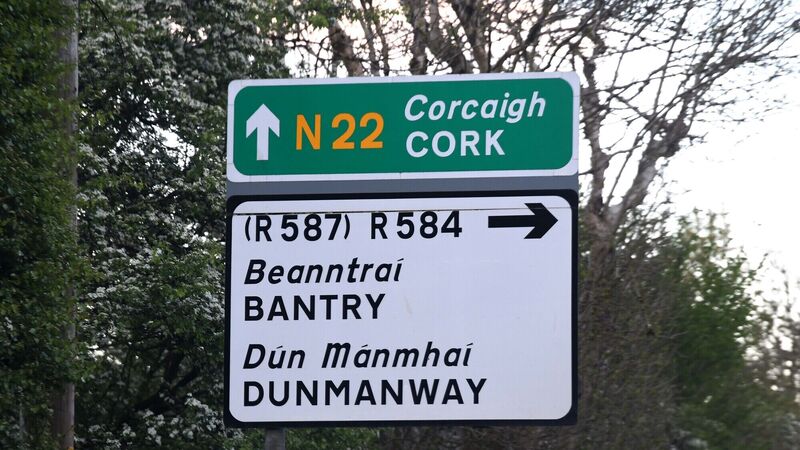 N22 Corcaigh
CORK
(R587) R584
Beanntraí
BANTRY
Dún Mánmhaí
DUNMANWAY